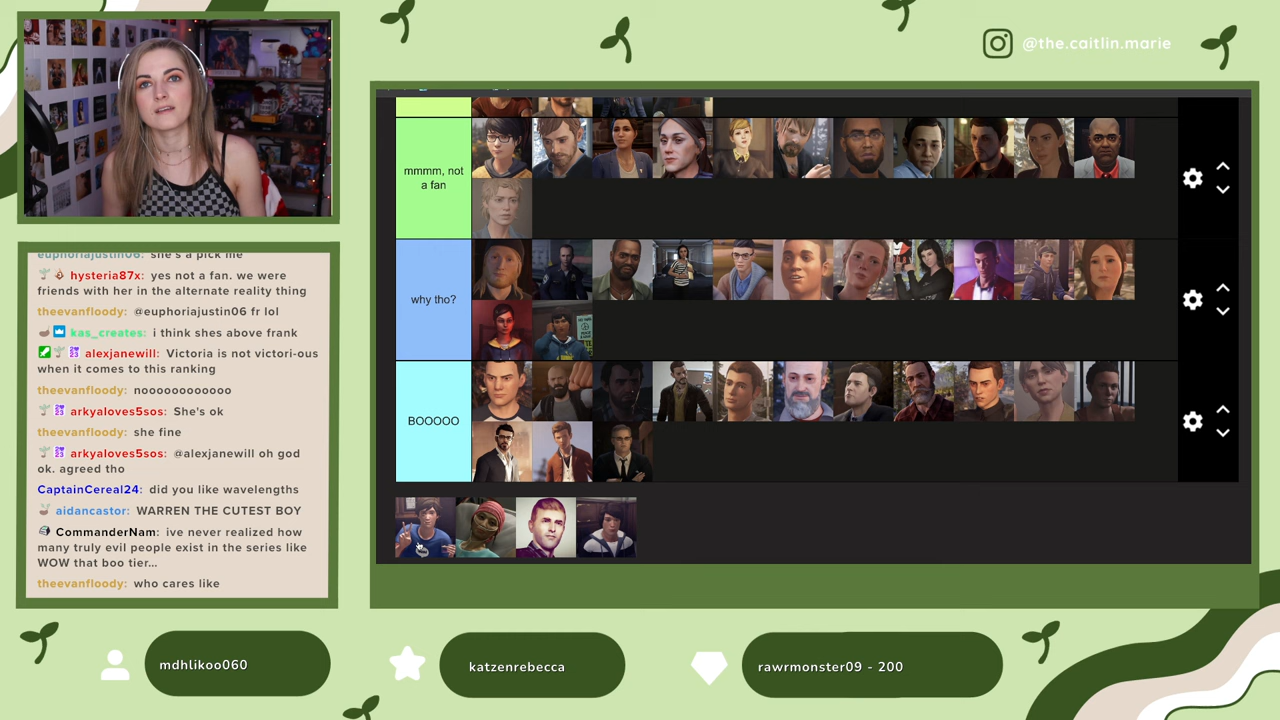 @the.caitlin.marie
mmmm, not
a fan
why tho?
BOOOOO
euphoriajustin06: she's a pick me
hysteria87x: yes not a fan. we were
friends with her in the alternate reality thing
theevanfloody: @euphoriajustin06 fr lol
kas_creates: i think shes above frank
alexjanewill: Victoria is not victori-ous
when it comes to this ranking
theevanfloody: nooooooooooo
arkyaloves5sos: She's ok
theevanfloody: she fine
arkyaloves5sos: @alexjanewill oh god
ok. agreed tho
CaptainCereal24: did you like wavelengths
aidancastor: WARREN THE CUTEST BOY
CommanderNam: ive never realized how
many truly evil people exist in the series like
WOW that boo tier...
theevanfloody: who cares like
mdhlikoo060
katzenrebecca
rawrmonster09 - 200